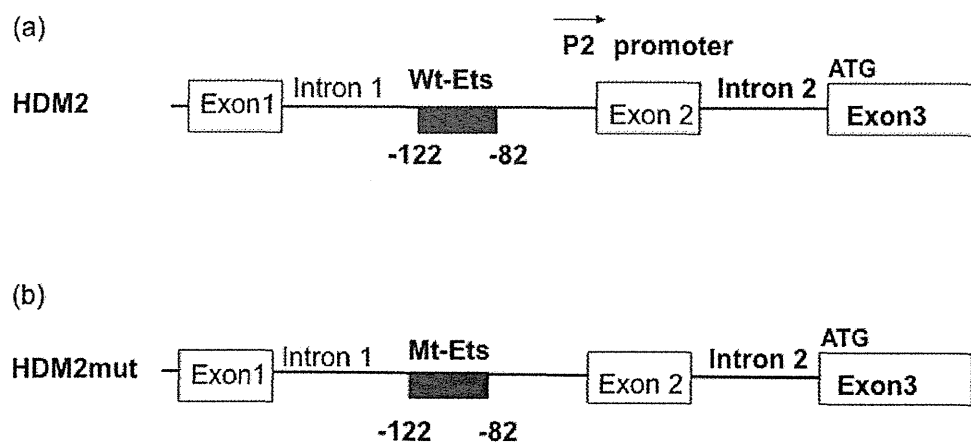 (a)
P2 promoter
HDM2 Exon1 Intron 1 Wt-Ets Exon 2 Intron 2 ATG Exon3
-122 -82
(b)
HDM2mut Exon1 Intron 1 Mt-Ets Exon 2 Intron 2 ATG Exon3
-122 -82